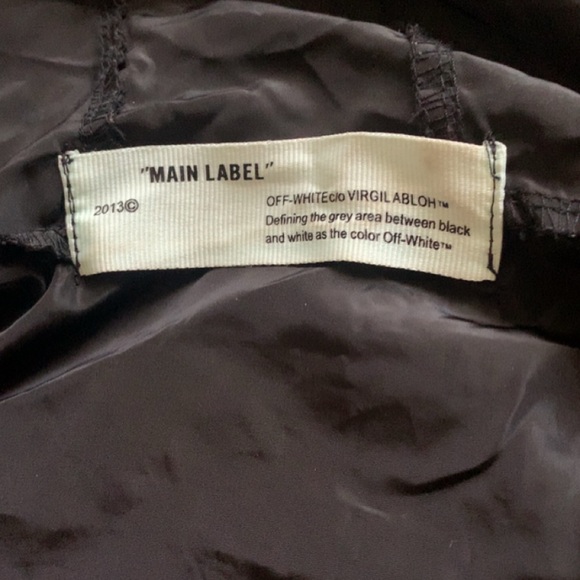 "MAIN LABEL"
2013©
OFF-WHITEc/o VIRGIL ABLOH™
Defining the grey area between black
and white as the color Off-White™